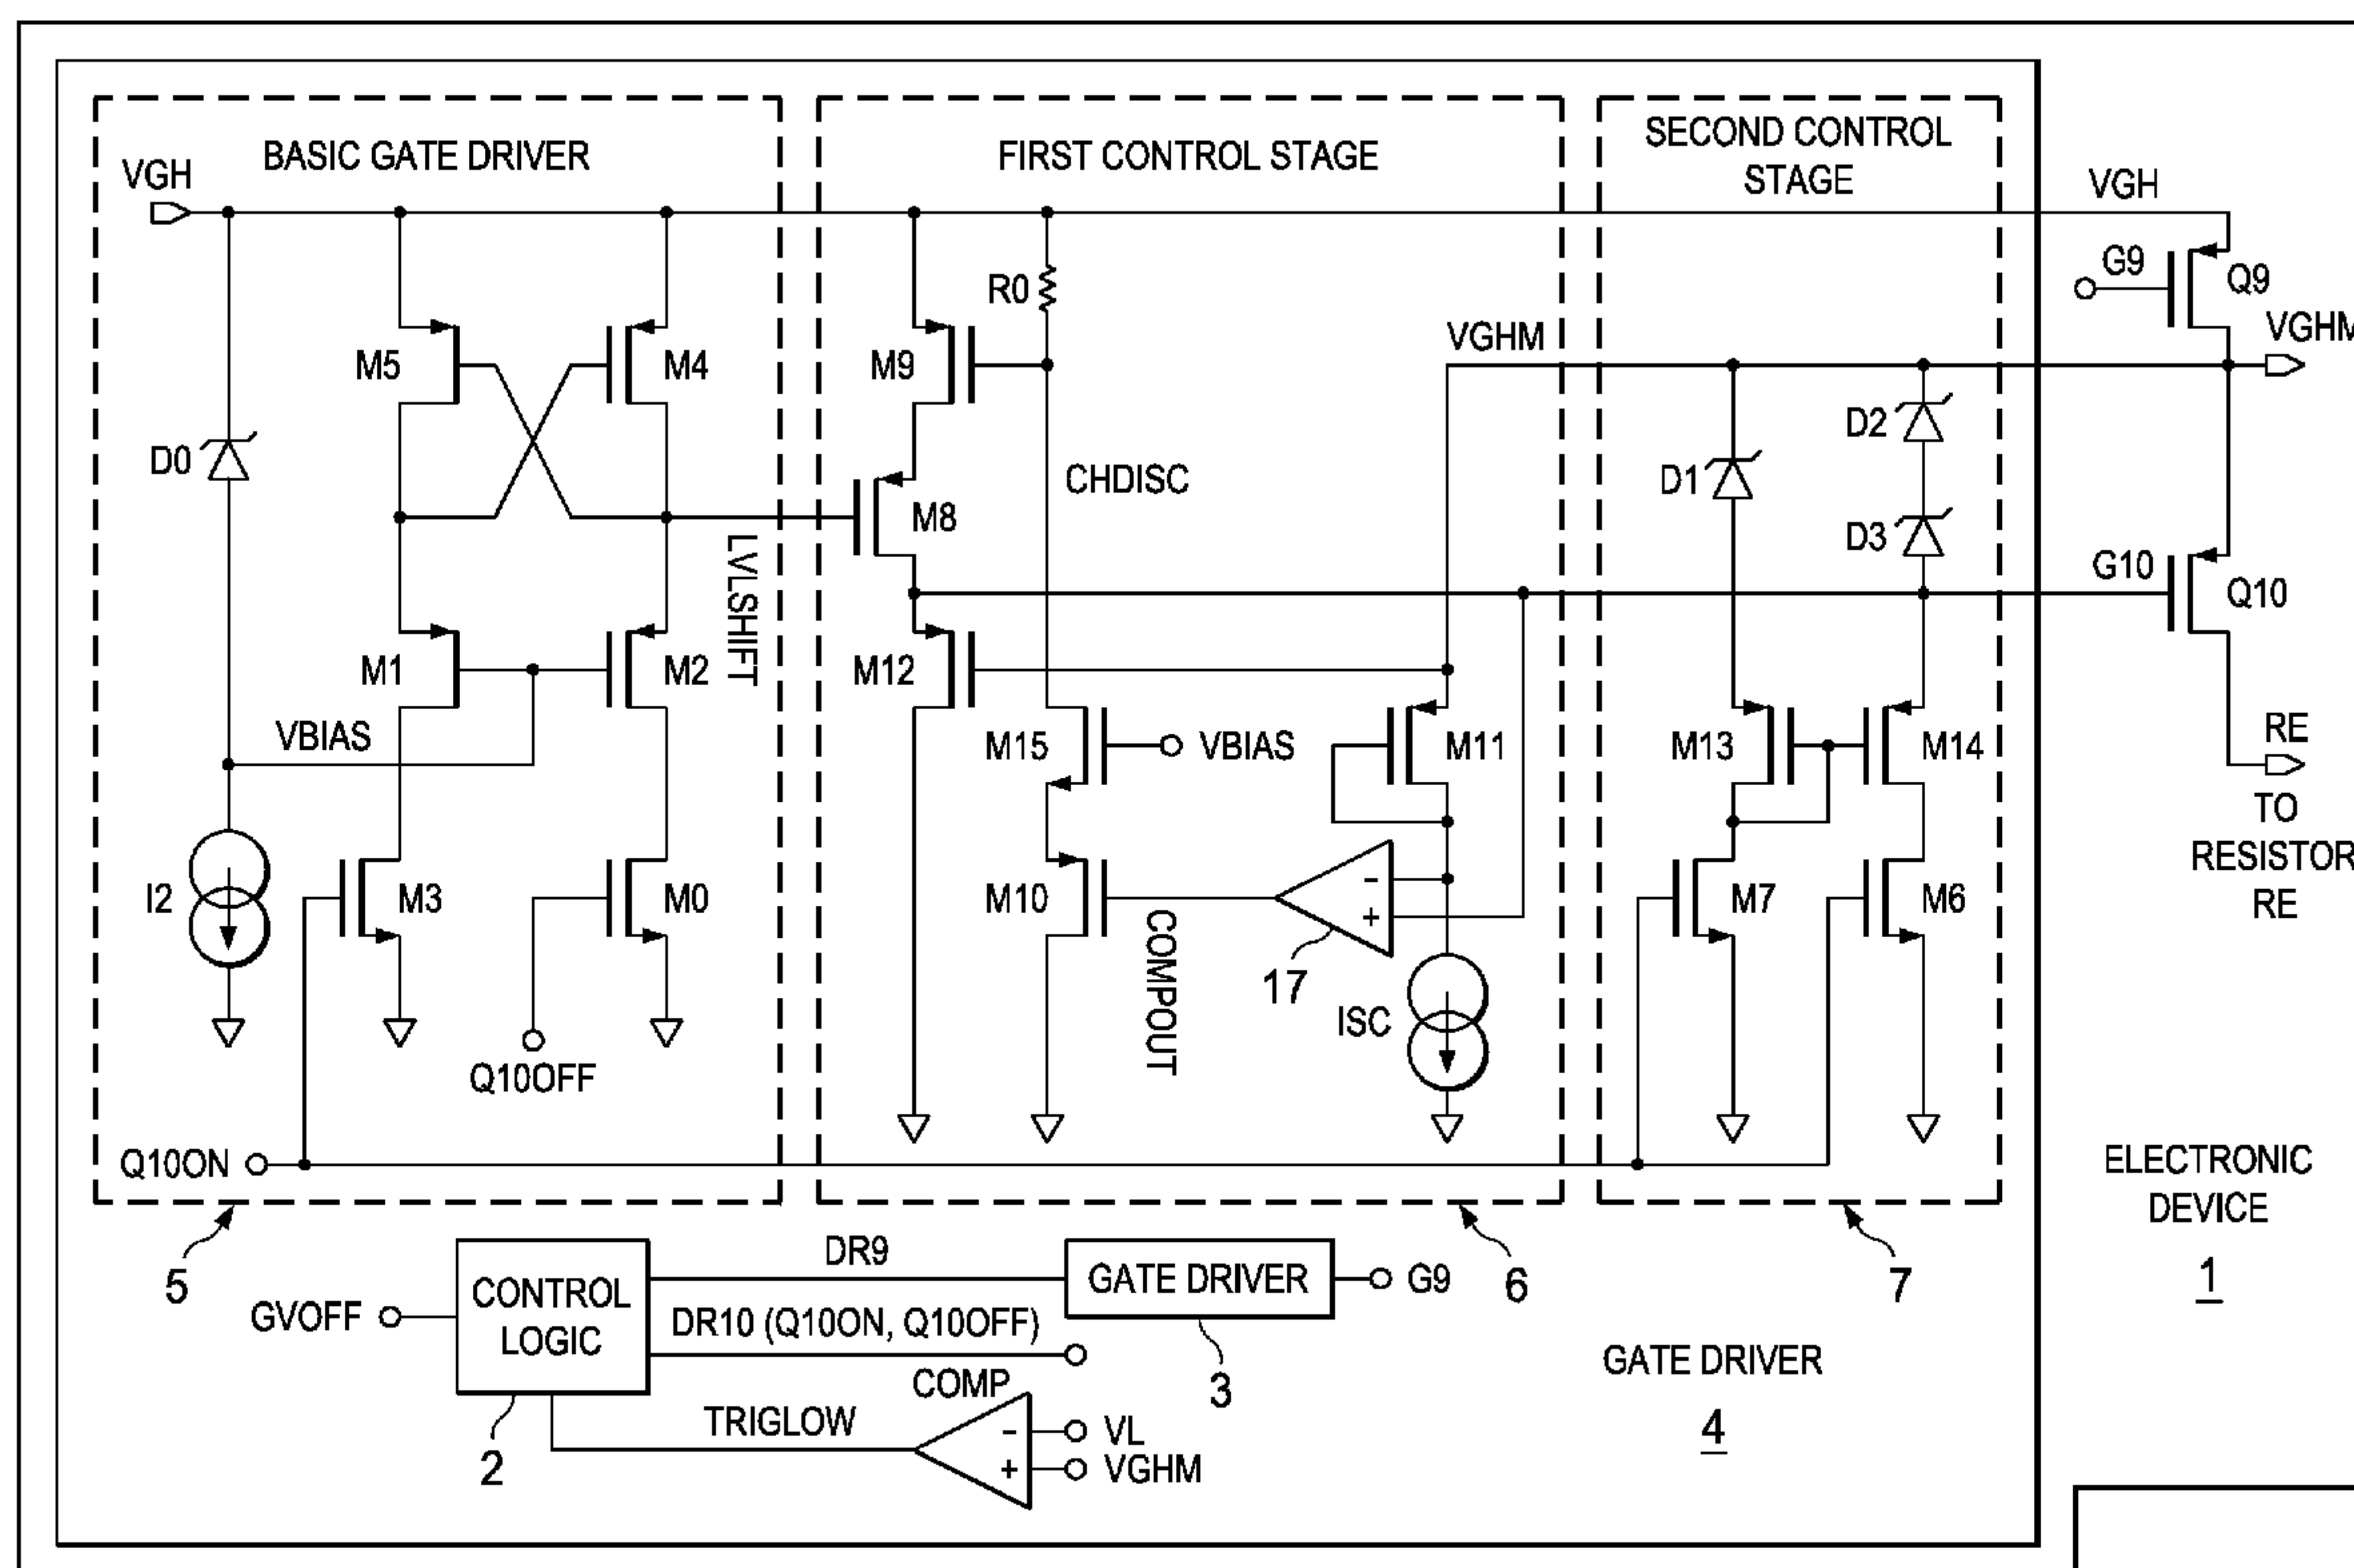 BASIC GATE DRIVER
FIRST CONTROL STAGE
SECOND CONTROL
STAGE
VGH
VGH
G9
Q9
VGHM
VGHM
R0
M5
M4
M9
D0
CHDISC
M8
D1
D2
D3
G10
Q10
LVLSHIFT
M1
M2
M12
VBIAS
M15
VBIAS
M11
M13
M14
RE
TO
RESISTOR
RE
I2
M3
M0
M10
-
+
17
COMPOUT
ISC
M7
M6
Q10OFF
Q10ON
ELECTRONIC
DEVICE
1
5
6
7
GVOFF
CONTROL
LOGIC
2
DR9
GATE DRIVER
G9
3
DR10 (Q10ON, Q10OFF)
COMP
TRIGLOW
-
+
VL
VGHM
GATE DRIVER
4